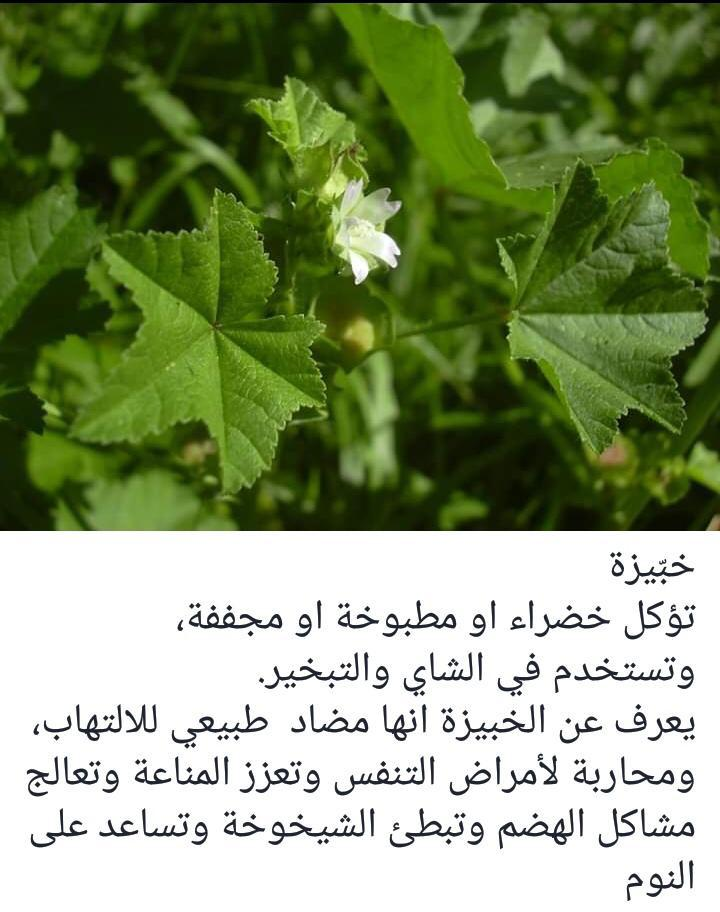 خبّيزة
تؤكل خضراء او مطبوخة او مجففة،
وتستخدم في الشاي والتبخير.
يعرف عن الخبيزة انها مضاد  طبيعي للالتهاب،
ومحاربة لأمراض التنفس وتعزز المناعة وتعالج
مشاكل الهضم وتبطئ الشيخوخة وتساعد على
النوم